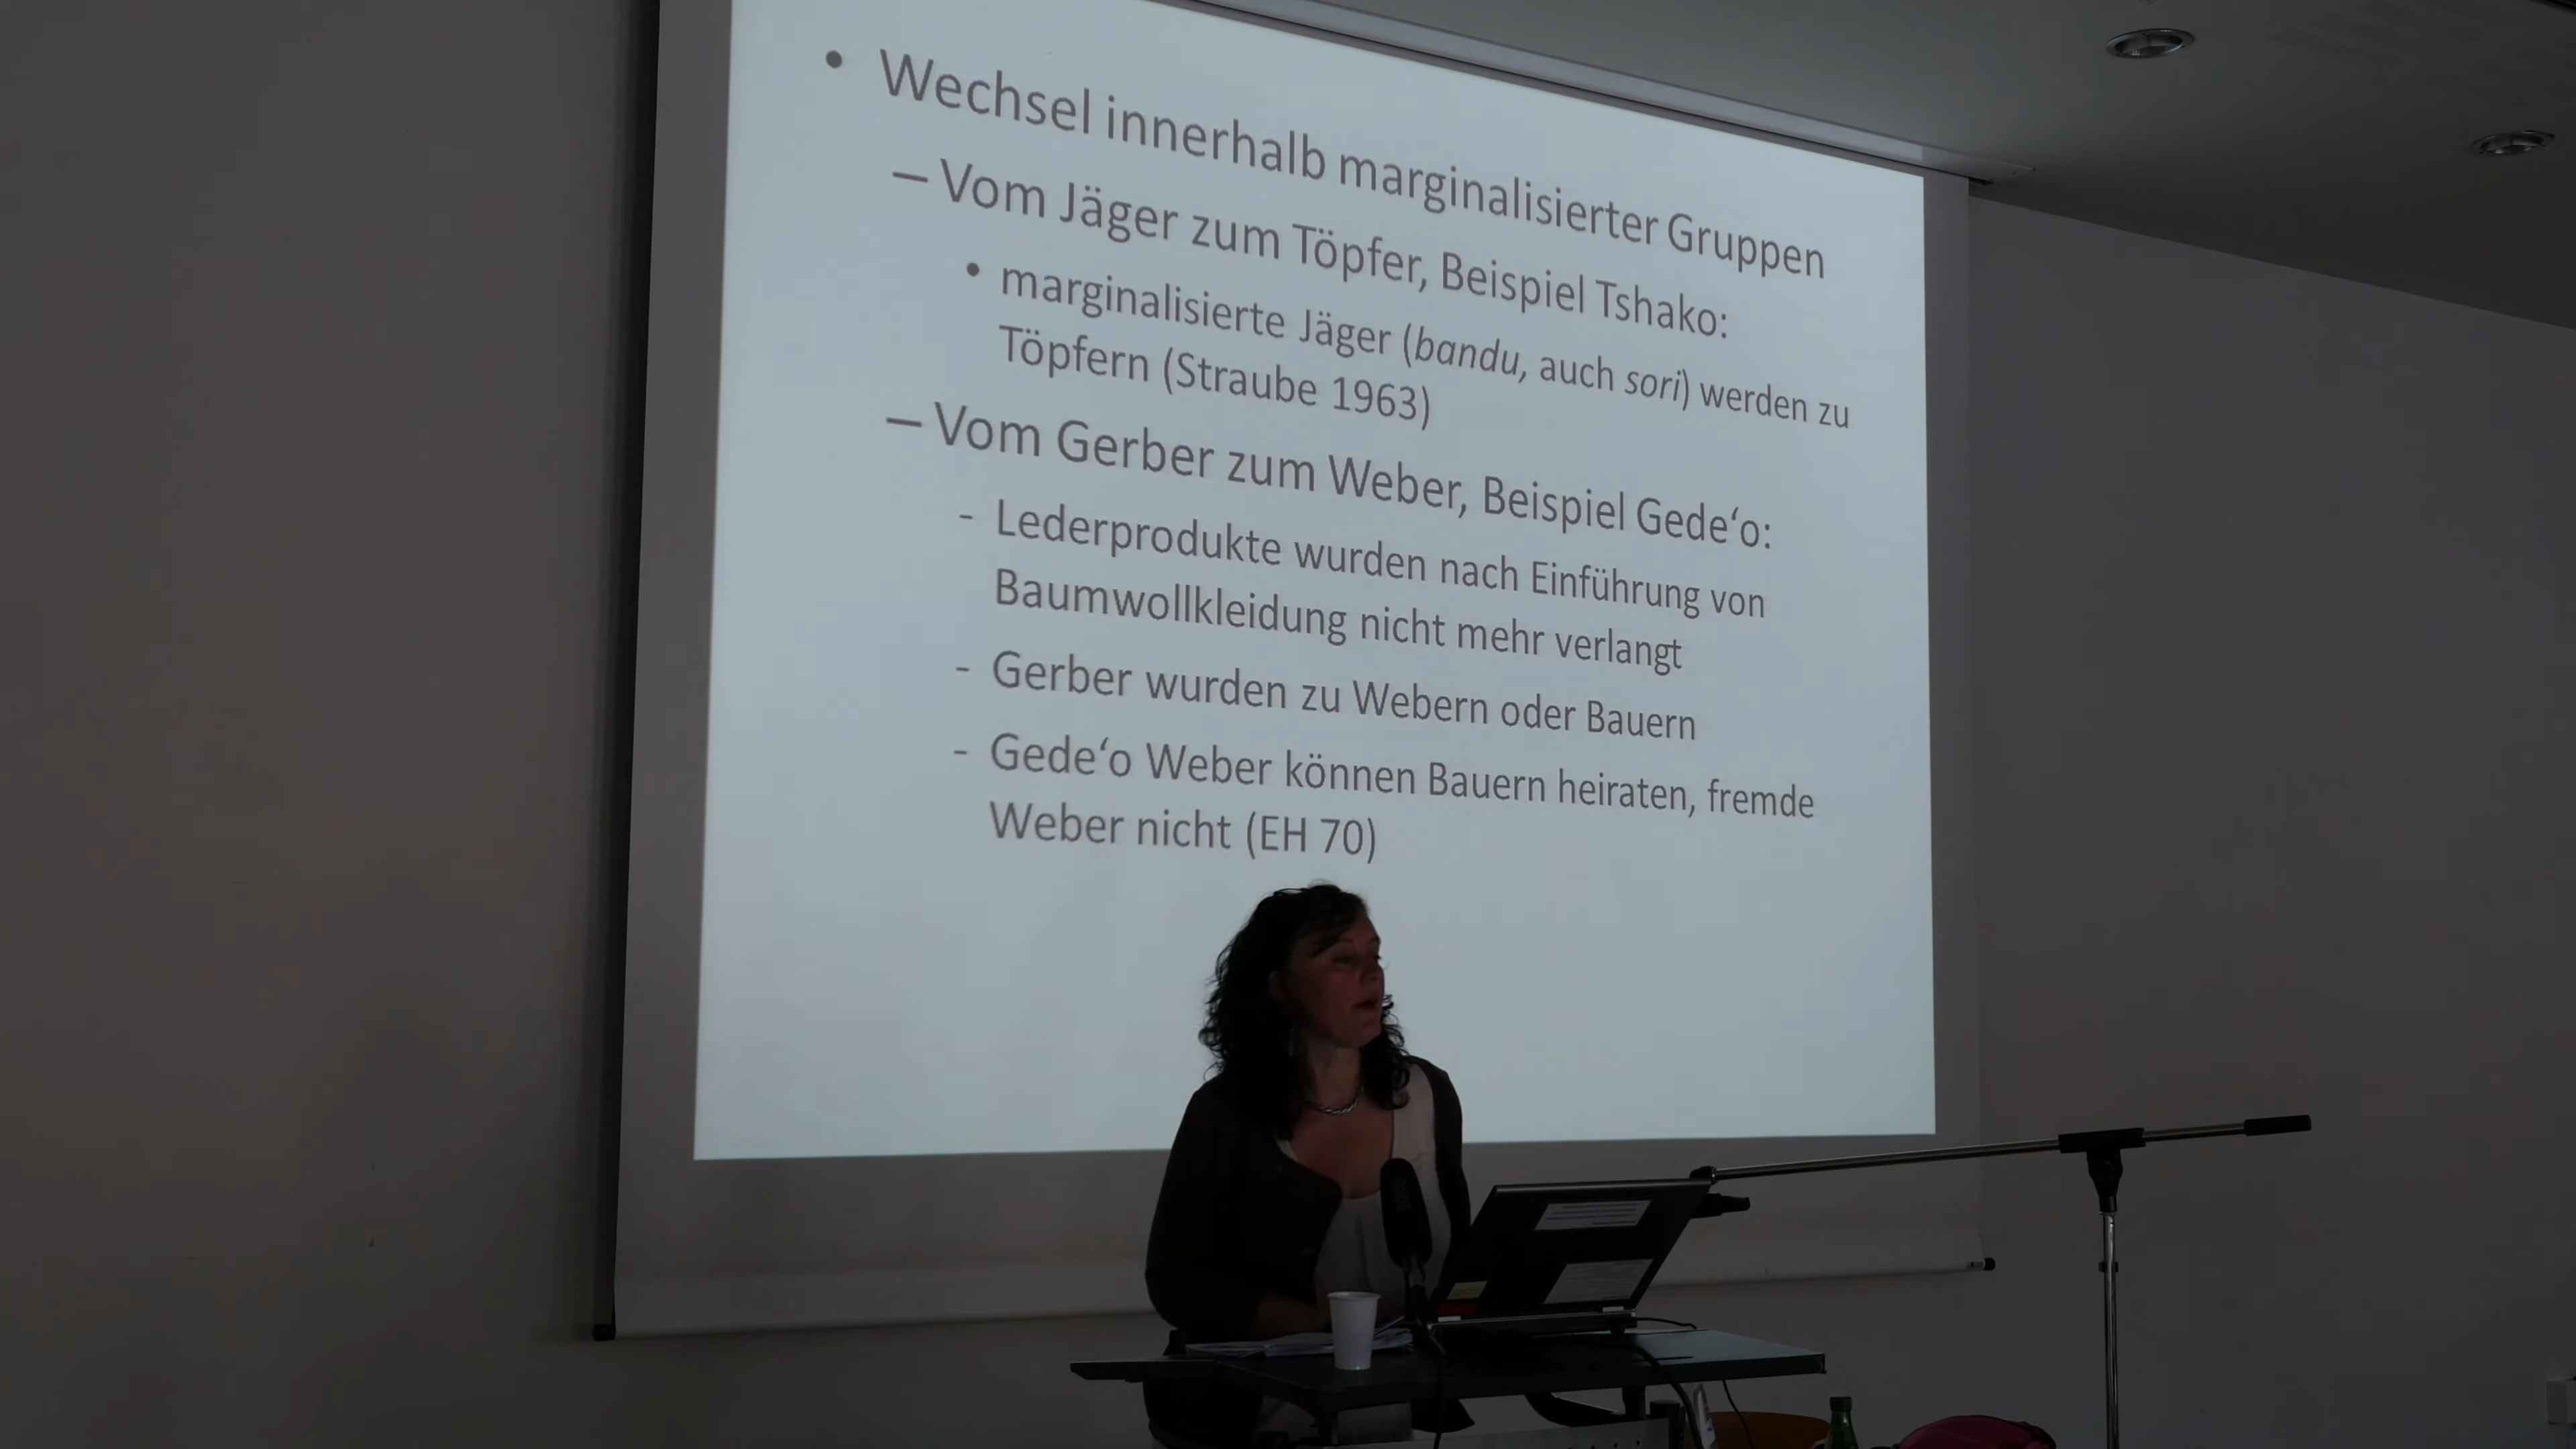 • Wechsel innerhalb marginalisierter Gruppen
– Vom Jäger zum Töpfer, Beispiel Tshako:
• marginalisierte Jäger (bandu, auch sori) werden zu
Töpfern (Straube 1963)
– Vom Gerber zum Weber, Beispiel Gede‘o:
- Lederprodukte wurden nach Einführung von
Baumwollkleidung nicht mehr verlangt
- Gerber wurden zu Webern oder Bauern
- Gede‘o Weber können Bauern heiraten, fremde
Weber nicht (EH 70)